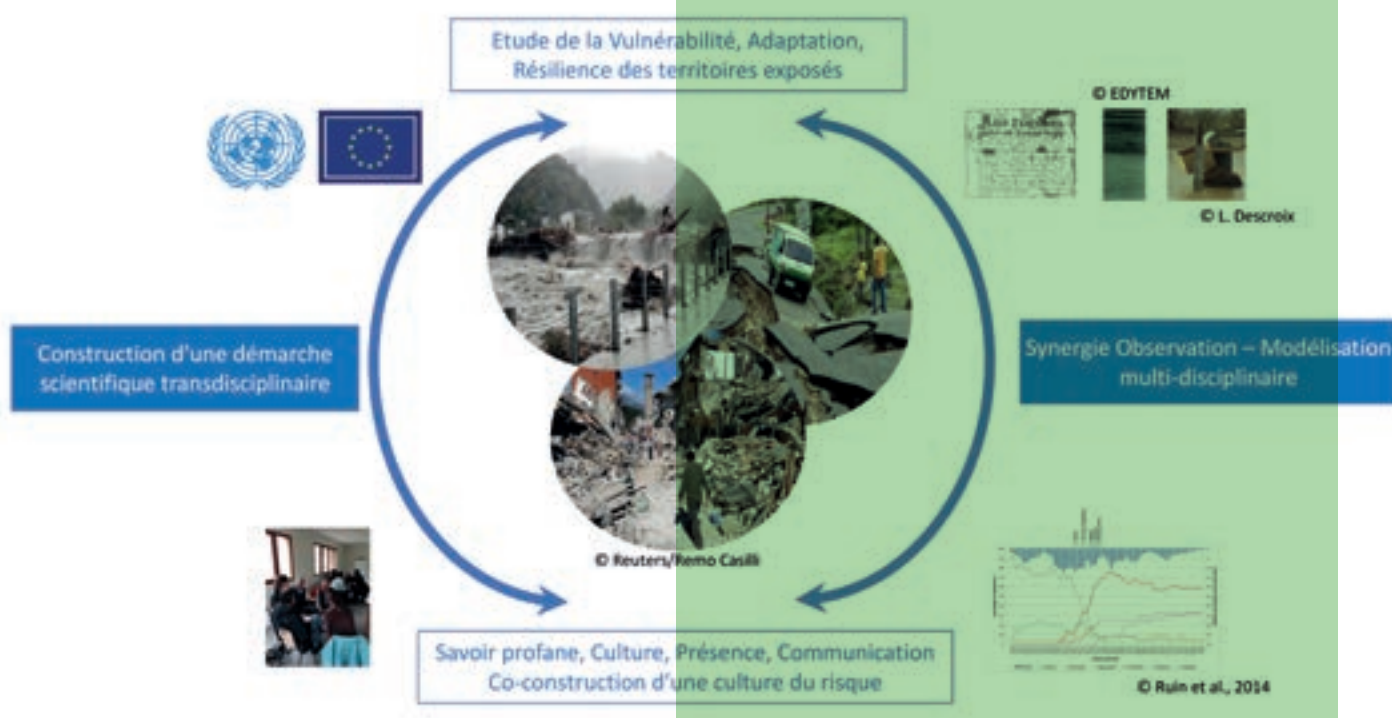 Etude de la Vulnérabilité, Adaptation,
Résilience des territoires exposés
© EDYTEM
© L. Descroix
Construction d'une démarche
scientifique transdisciplinaire
Synergie Observation – Modélisation
multi-disciplinaire
© Reuters/Remo Casilli
Savoir profane, Culture, Présence, Communication
Co-construction d'une culture du risque
© Ruin et al., 2014